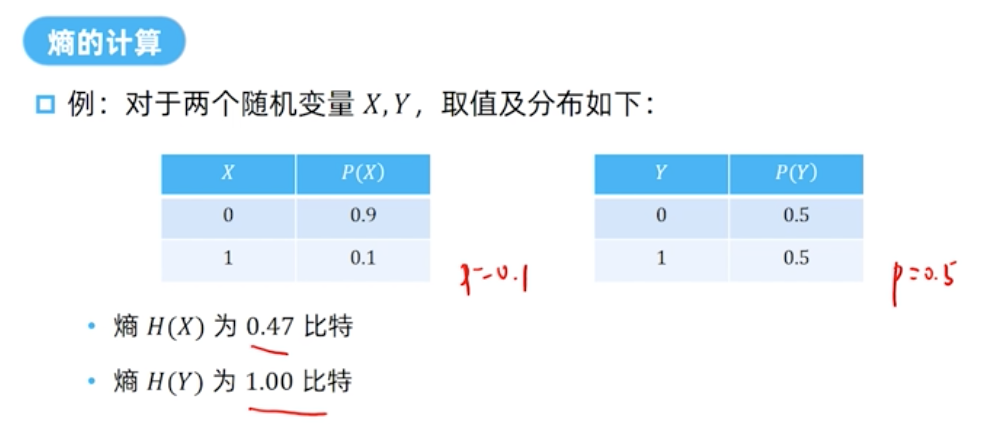 熵的计算
例：对于两个随机变量 X,Y，取值及分布如下：
X P(X)
0 0.9
1 0.1
p=0.1
Y P(Y)
0 0.5
1 0.5
p=0.5
• 熵 H(X) 为 0.47 比特
• 熵 H(Y) 为 1.00 比特